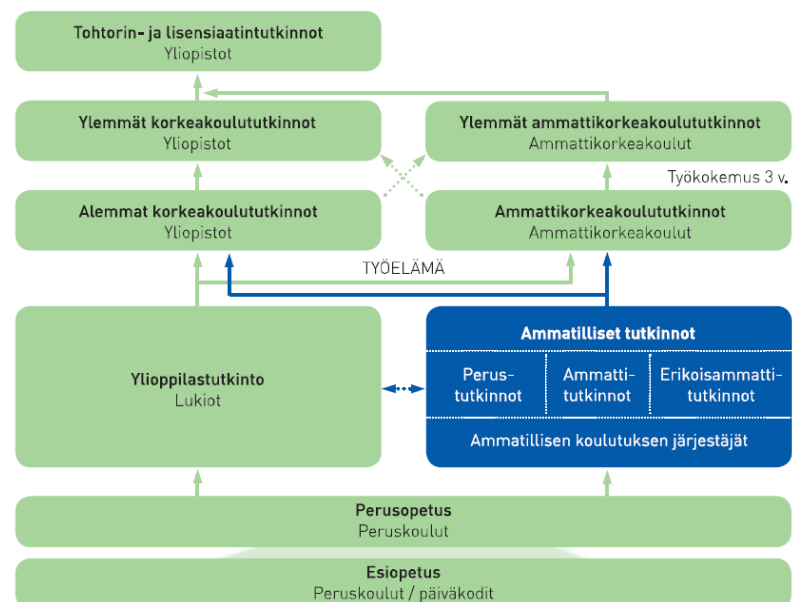 Tohtorin- ja lisensiaatintutkinnot
Yliopistot
Ylemmät korkeakoulututkinnot
Yliopistot
Ylemmät ammattikorkeakoulututkinnot
Ammattikorkeakoulut
Työkokemus 3 v.
Alemmat korkeakoulututkinnot
Yliopistot
Ammattikorkeakoulututkinnot
Ammattikorkeakoulut
TYÖELÄMÄ
Ylioppilastutkinto
Lukiot
Ammatilliset tutkinnot
Perus-
tutkinnot
Ammatti-
tutkinnot
Erikoisammatti-
tutkinnot
Ammatillisen koulutuksen järjestäjät
Perusopetus
Peruskoulut
Esiopetus
Peruskoulut / päiväkodit